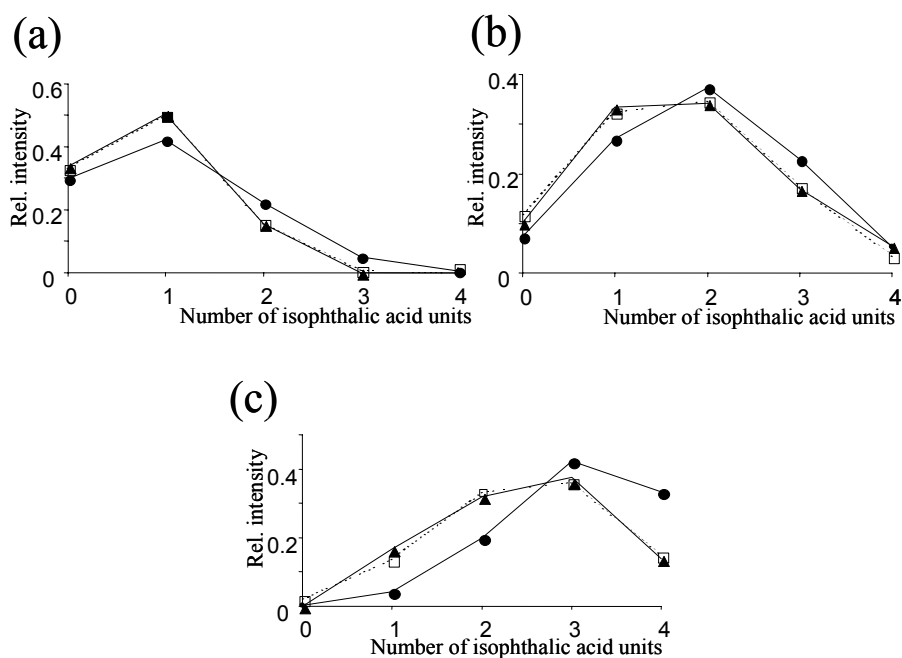 (a)
Rel. intensity
0.6
0.4
0.2
0
0 1 2 3 4
Number of isophthalic acid units
(b)
Rel. intensity
0.4
0.2
0
0 1 2 3 4
Number of isophthalic acid units
(c)
Rel. intensity
0.4
0.2
0
0 1 2 3 4
Number of isophthalic acid units